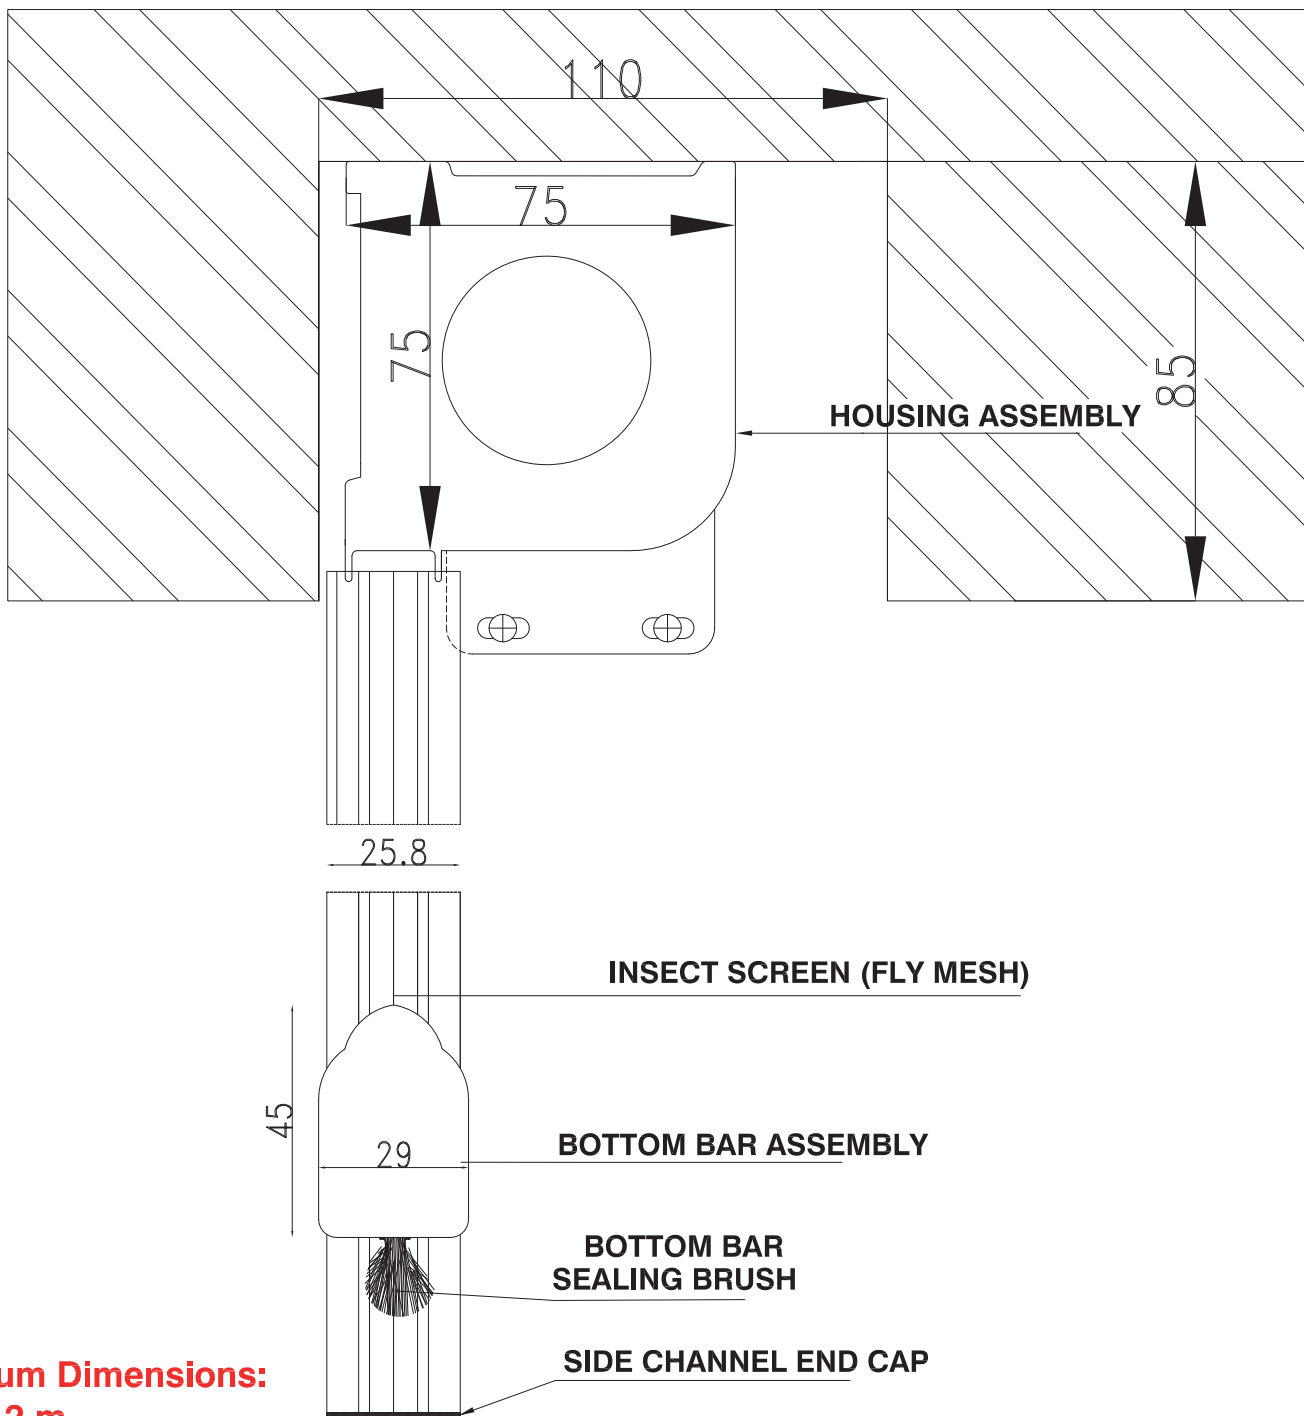 110
75
75
85
HOUSING ASSEMBLY
25.8
INSECT SCREEN (FLY MESH)
45
29
BOTTOM BAR ASSEMBLY
BOTTOM BAR
SEALING BRUSH
SIDE CHANNEL END CAP
um Dimensions:
2 m